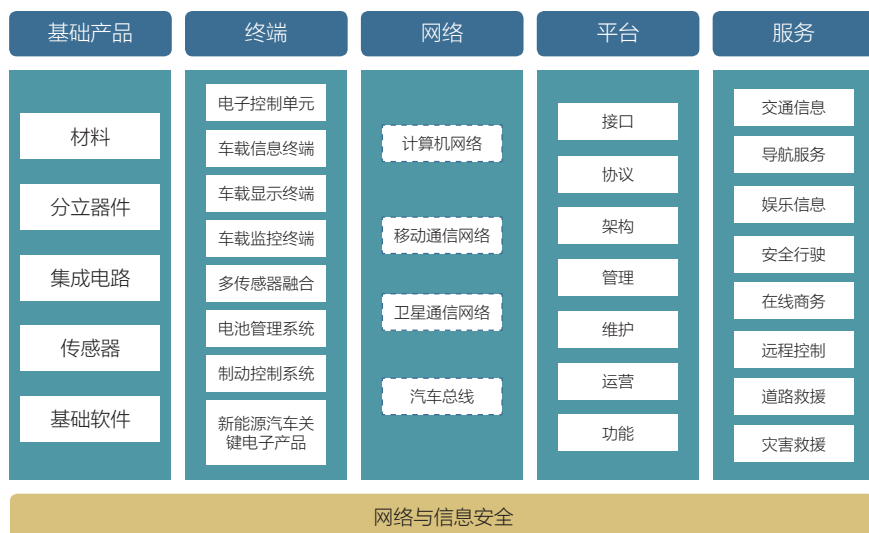 基础产品
终端
网络
平台
服务
材料
分立器件
集成电路
传感器
基础软件
电子控制单元
车载信息终端
车载显示终端
车载监控终端
多传感器融合
电池管理系统
制动控制系统
新能源汽车关
键电子产品
计算机网络
移动通信网络
卫星通信网络
汽车总线
接口
协议
架构
管理
维护
运营
功能
交通信息
导航服务
娱乐信息
安全行驶
在线商务
远程控制
道路救援
灾害救援
网络与信息安全